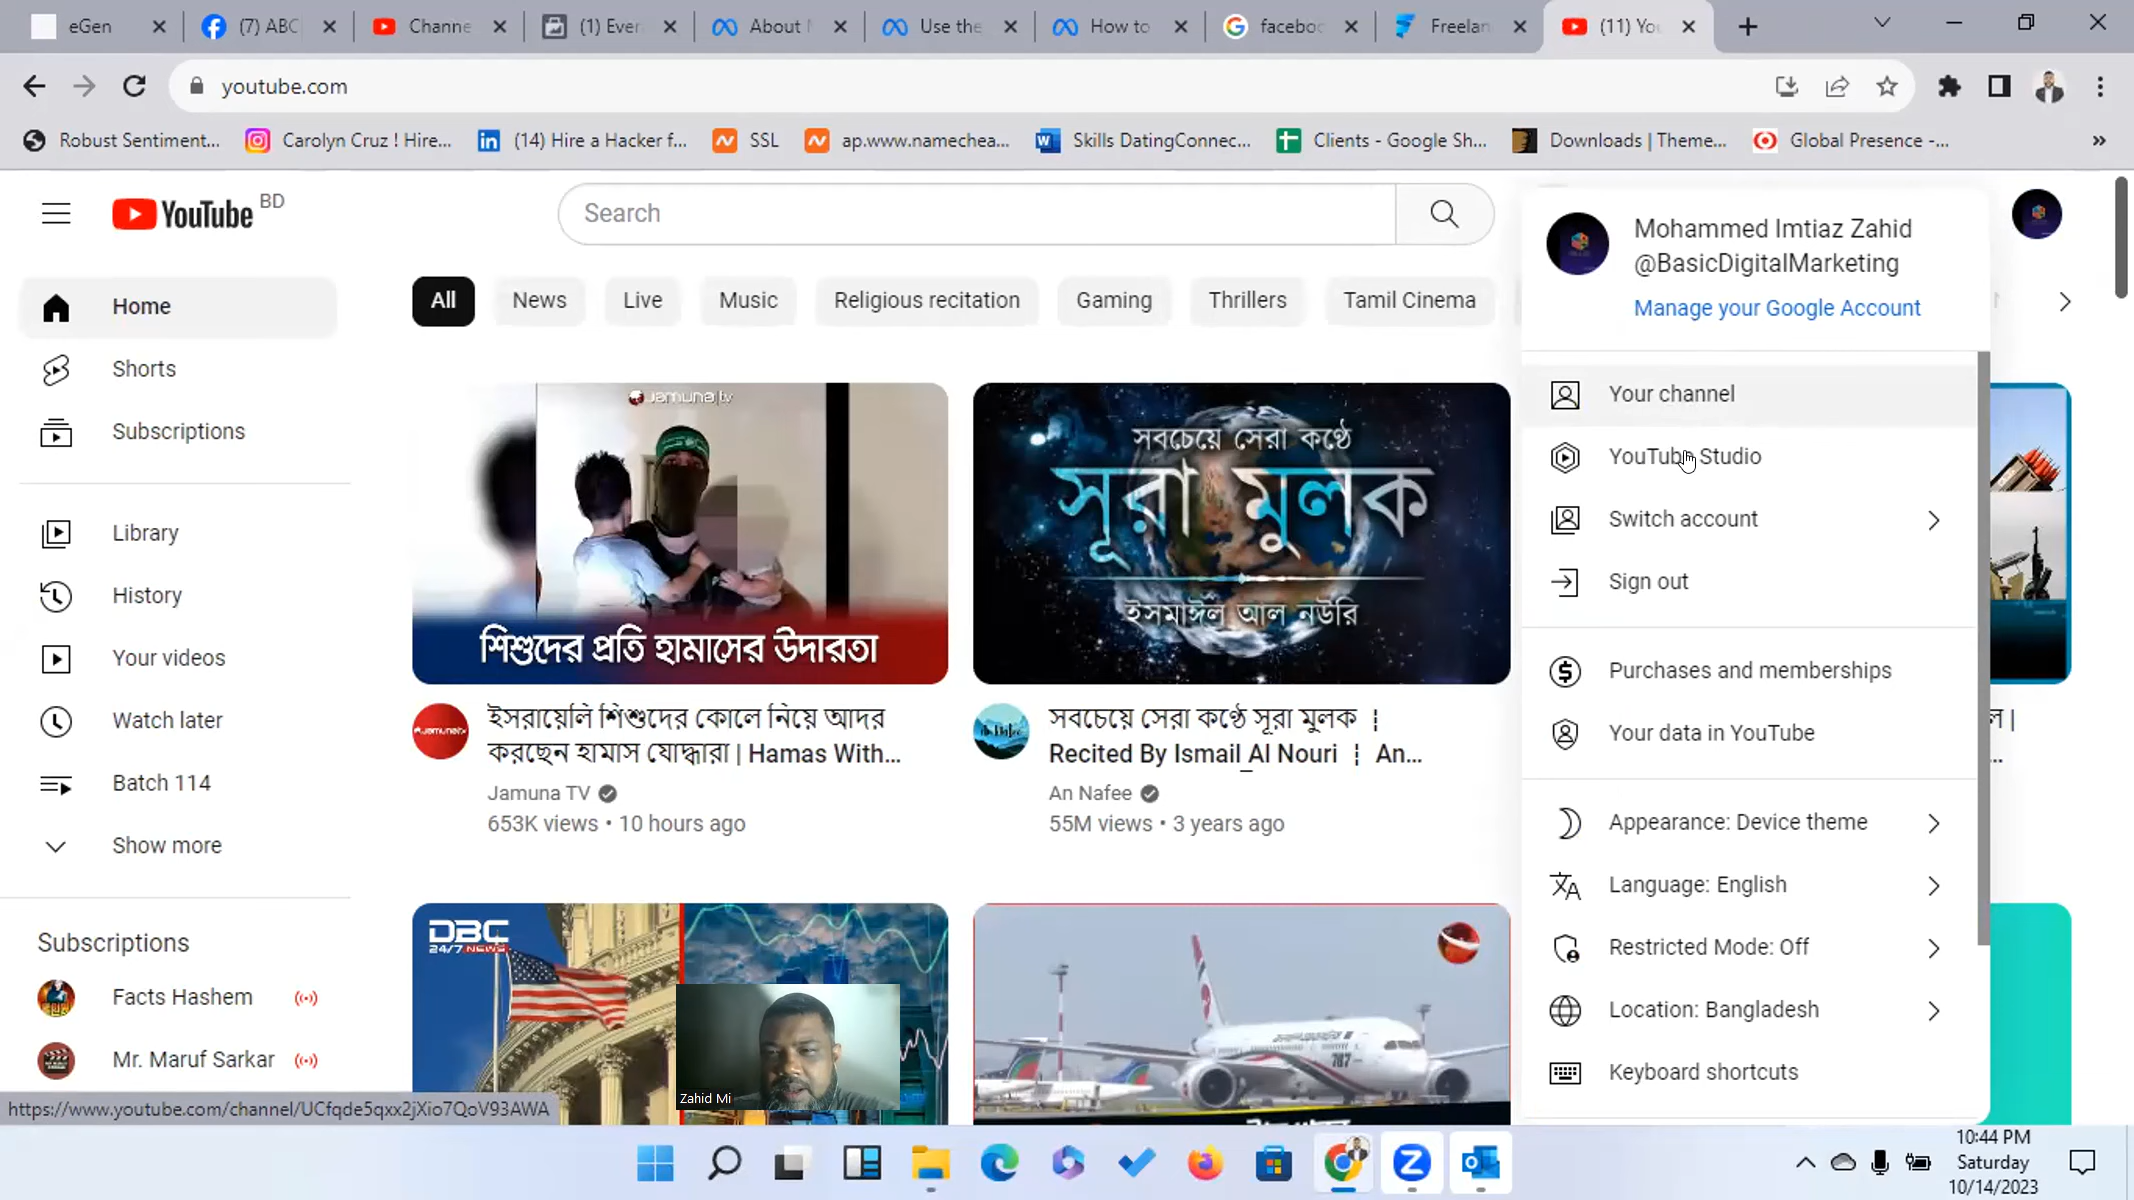 eGen
(7) ABC
Channe
(1) Ever
About M
Use the
How to
faceboo
Freelan
(11) You
youtube.com
Robust Sentiment...
Carolyn Cruz ! Hire...
(14) Hire a Hacker f...
SSL
ap.www.namechea...
Skills DatingConnec...
Clients - Google Sh...
Downloads | Theme...
Global Presence -...
YouTube BD
Search
Mohammed Imtiaz Zahid
@BasicDigitalMarketing
Manage your Google Account
Home
Shorts
Subscriptions
Library
History
Your videos
Watch later
Batch 114
Show more
Subscriptions
Facts Hashem
Mr. Maruf Sarkar
All
News
Live
Music
Religious recitation
Gaming
Thrillers
Tamil Cinema
Jamuna tv
শিশুদের প্রতি হামাসের উদারতা
ইসরায়েলি শিশুদের কোলে নিয়ে আদর
করছেন হামাস যোদ্ধারা | Hamas With...
Jamuna TV
653K views • 10 hours ago
সবচেয়ে সেরা কণ্ঠে
সূরা মুলক
ইসমাঈল আল নউরি
সবচেয়ে সেরা কণ্ঠে সূরা মুলক ¦
Recited By Ismail Al Nouri ¦ An...
An Nafee
55M views • 3 years ago
DBC
24/7 NEWS
787
Zahid Mi
Your channel
YouTube Studio
Switch account
Sign out
Purchases and memberships
Your data in YouTube
Appearance: Device theme
Language: English
Restricted Mode: Off
Location: Bangladesh
Keyboard shortcuts
https://www.youtube.com/channel/UCfqde5qxx2jXio7QoV93AWA
10:44 PM
Saturday
10/14/2023